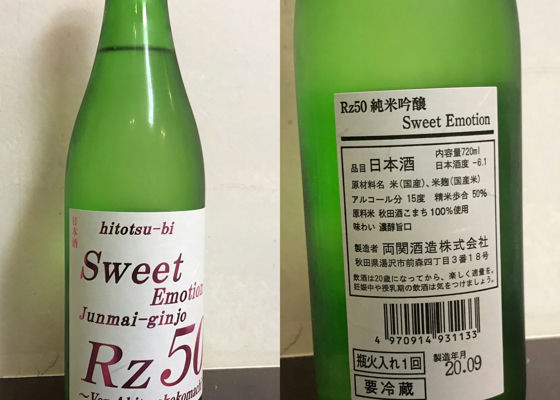 日本酒
hitotsu-bi
Sweet
Emotion
Junmai-ginjo
Rz50
Rz50 純米吟醸
Sweet Emotion
品目 日本酒
内容量720ml
日本酒度 -6.1
原材料名 米(国産)、米麹(国産米)
アルコール分 15度 精米歩合 50%
原料米 秋田酒こまち100%使用
味わい 濃醇旨口
製造者 両関酒造株式会社
秋田県湯沢市前森四丁目3番18号
飲酒は20歳になってから、楽しく適量を。
妊娠中や授乳期の飲酒は気をつけましょう。
4 970914 931133
瓶火入れ1回
製造年月
20.09
要冷蔵